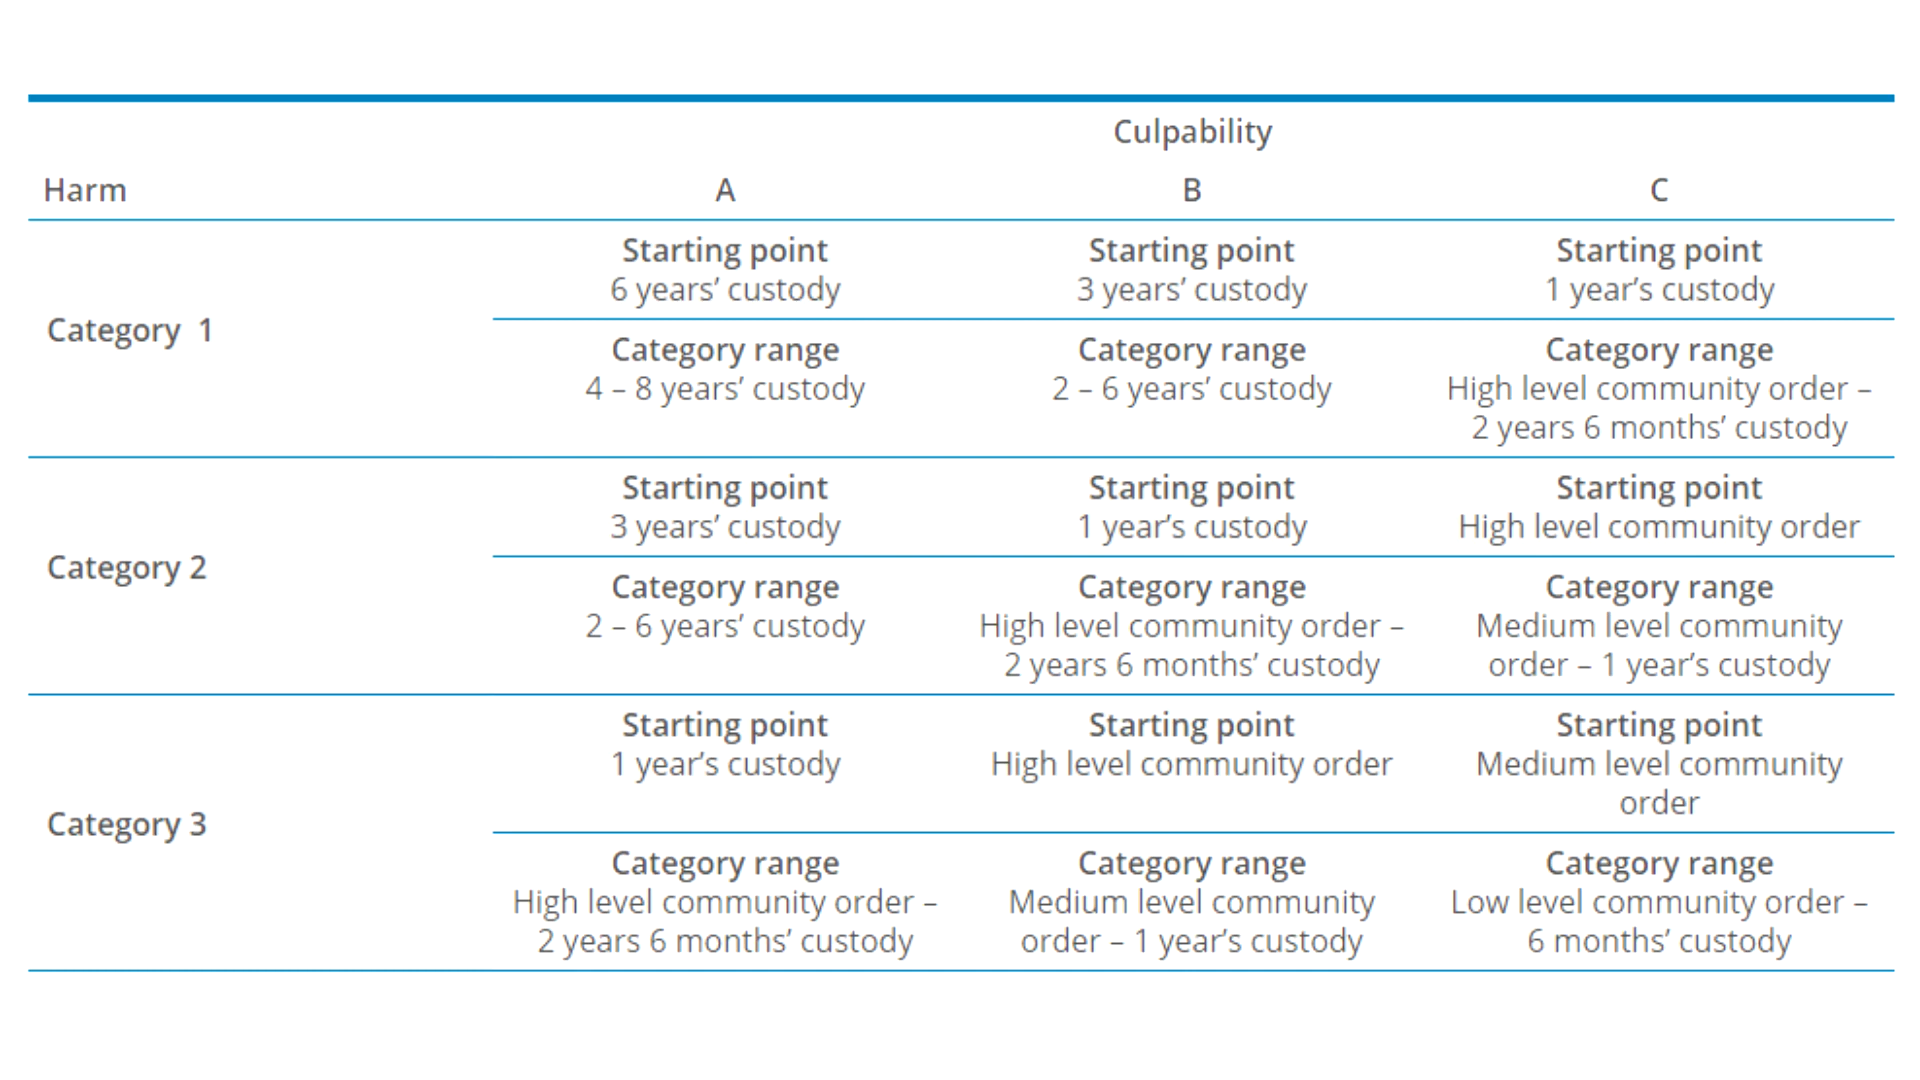 Culpability
Harm A B C
Starting point Starting point Starting point
6 years’ custody 3 years’ custody 1 year’s custody
Category 1
Category range Category range Category range
4 – 8 years’ custody 2 – 6 years’ custody High level community order –
2 years 6 months’ custody
Starting point Starting point Starting point
3 years’ custody 1 year’s custody High level community order
Category 2
Category range Category range Category range
2 – 6 years’ custody High level community order – Medium level community
2 years 6 months’ custody order – 1 year’s custody
Starting point Starting point Starting point
1 year’s custody High level community order Medium level community
order
Category 3
Category range Category range Category range
High level community order – Medium level community Low level community order –
2 years 6 months’ custody order – 1 year’s custody 6 months’ custody